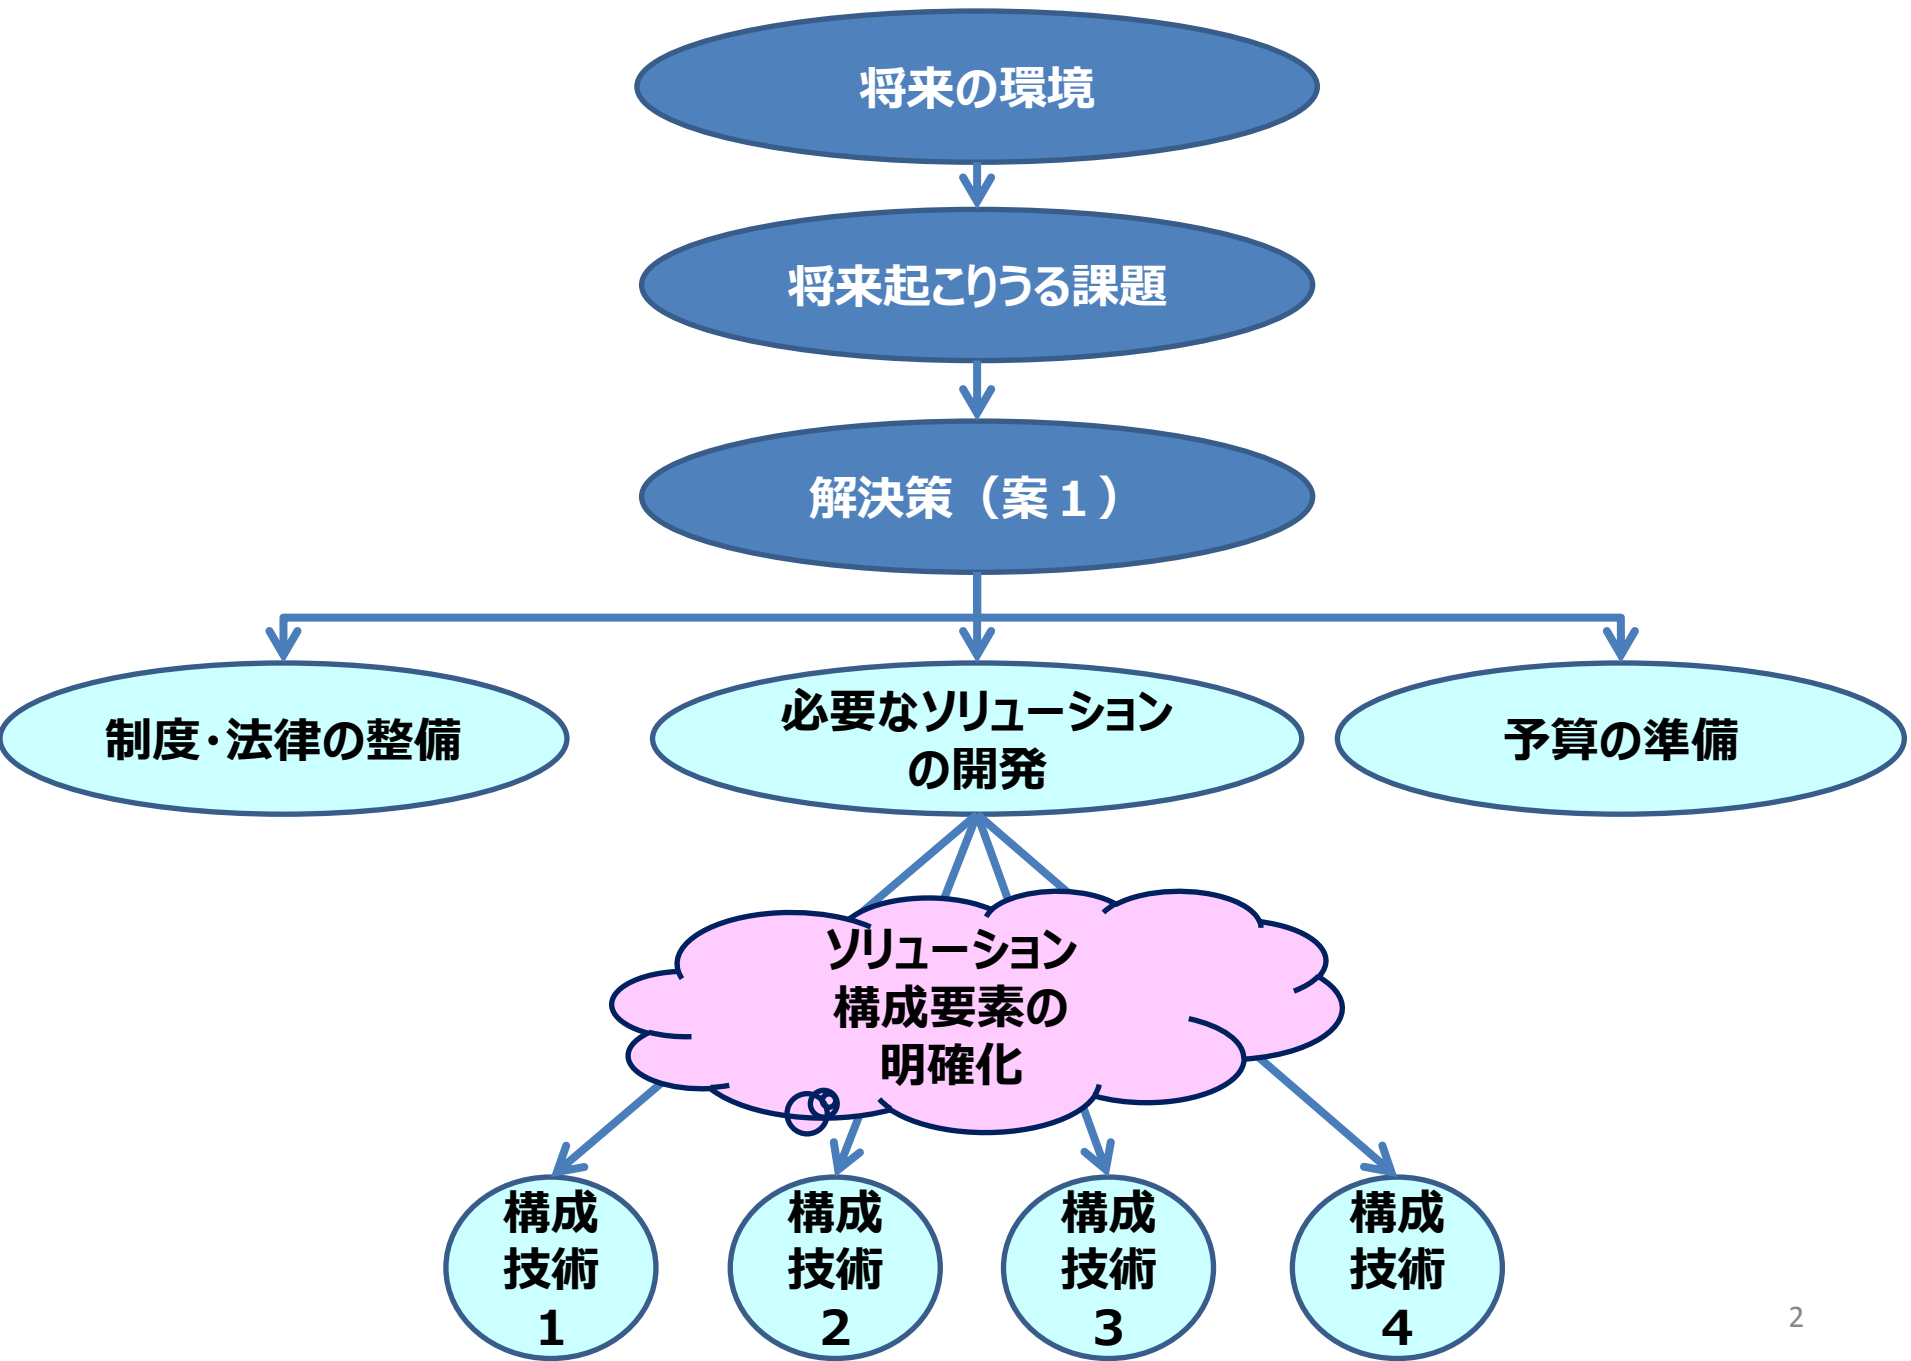 将来の環境
将来起こりうる課題
解決策（案１）
制度・法律の整備
必要なソリューション
の開発
予算の準備
ソリューション
構成要素の
明確化
構成
技術
１
構成
技術
２
構成
技術
３
構成
技術
４
2